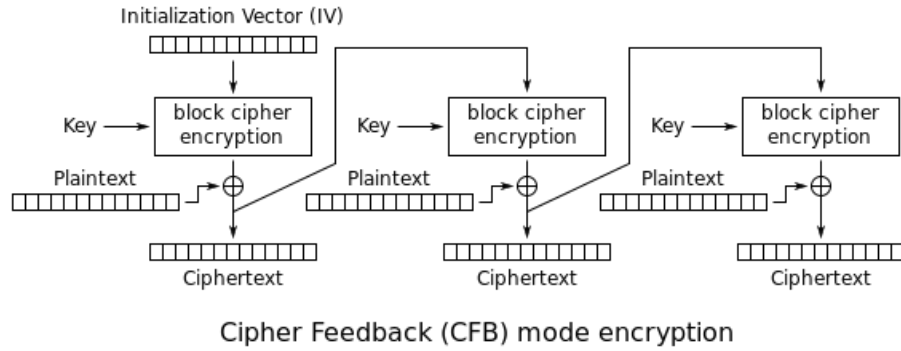 Initialization Vector (IV)
Key
block cipher
encryption
Plaintext
Ciphertext
Key
block cipher
encryption
Plaintext
Ciphertext
Key
block cipher
encryption
Plaintext
Ciphertext
Cipher Feedback (CFB) mode encryption